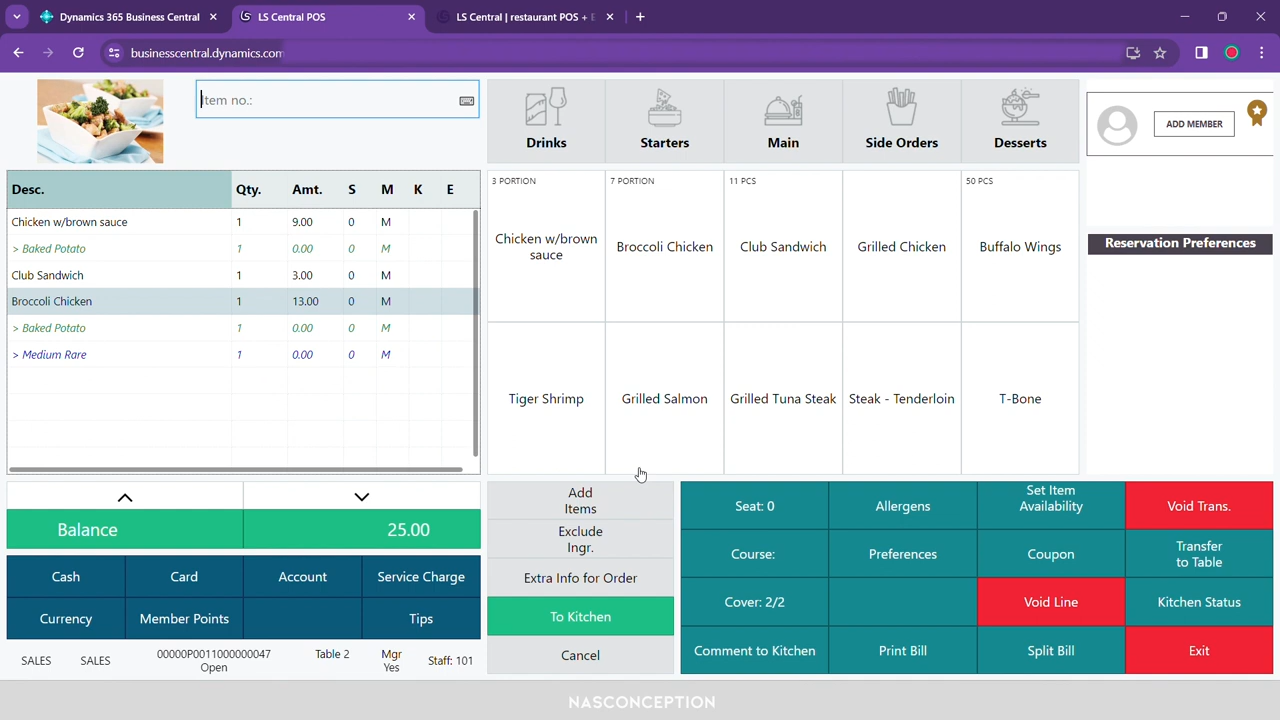 Dynamics 365 Business Central
LS Central POS
LS Central | restaurant POS + E
businesscentral.dynamics.com
Item no.:
Drinks
Starters
Main
Side Orders
Desserts
ADD MEMBER
Desc. Qty. Amt. S M K E
Chicken w/brown sauce 1 9.00 0 M
> Baked Potato 1 0.00 0 M
Club Sandwich 1 3.00 0 M
Broccoli Chicken 1 13.00 0 M
> Baked Potato 1 0.00 0 M
> Medium Rare 1 0.00 0 M
3 PORTION
Chicken w/brown
sauce
7 PORTION
Broccoli Chicken
11 PCS
Club Sandwich
Grilled Chicken
50 PCS
Buffalo Wings
Tiger Shrimp
Grilled Salmon
Grilled Tuna Steak
Steak - Tenderloin
T-Bone
Reservation Preferences
Balance 25.00
Cash
Card
Account
Service Charge
Currency
Member Points
Tips
Add
Items
Exclude
Ingr.
Extra Info for Order
To Kitchen
Cancel
Seat: 0
Allergens
Set Item
Availability
Void Trans.
Course:
Preferences
Coupon
Transfer
to Table
Cover: 2/2
Void Line
Kitchen Status
Comment to Kitchen
Print Bill
Split Bill
Exit
SALES
SALES
00000P0011000000047
Open
Table 2
Mgr
Yes
Staff: 101
NASCONCEPTION